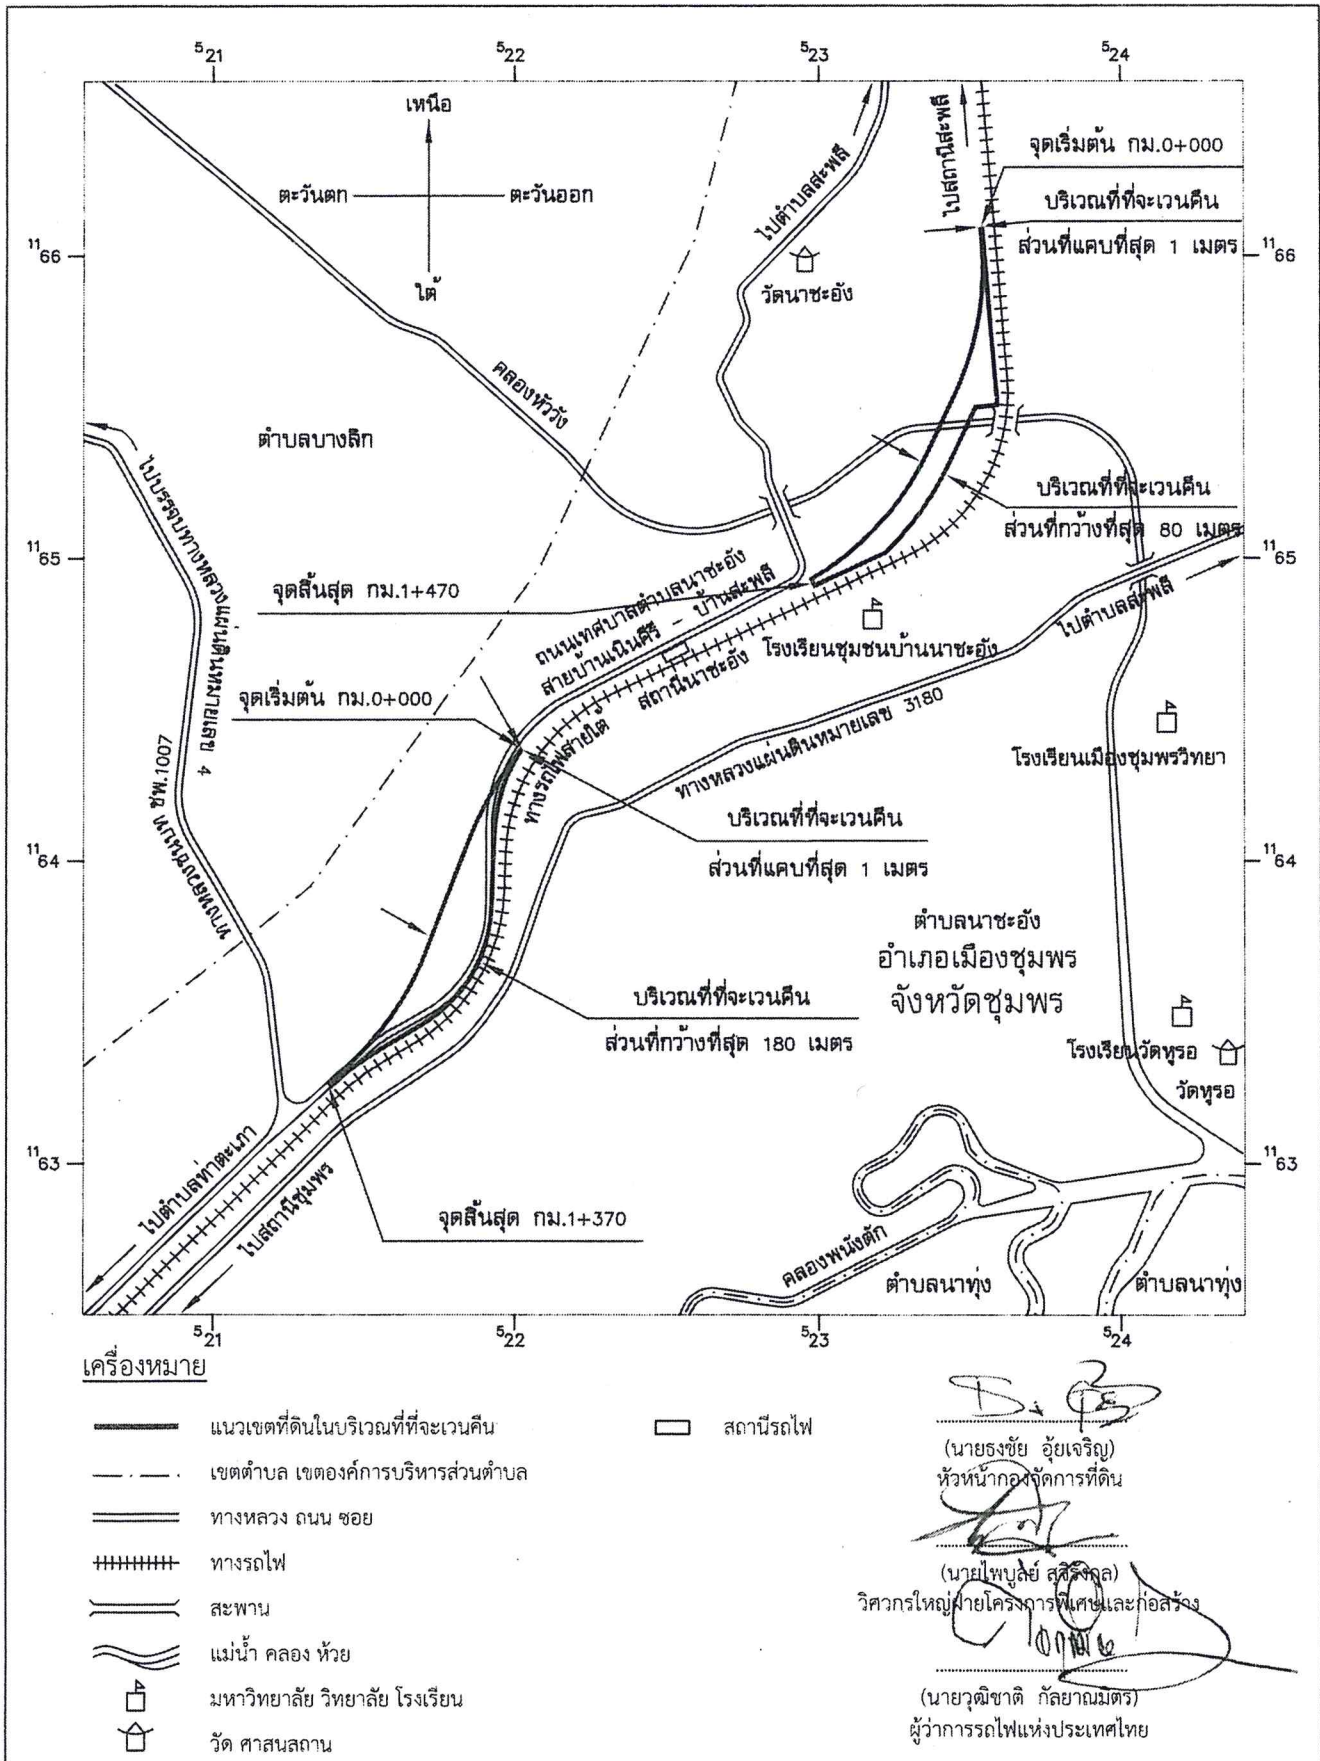 521 522 523 524
เหนือ
ตะวันตก ตะวันออก
ใต้
ไปตำบลสะพลี
ไปสถานีสะพลี
จุดเริ่มต้น กม.0+000
บริเวณที่ที่จะเวนคืน
ส่วนที่แคบที่สุด 1 เมตร
1166 1166
วัดนาชะอัง
คลองหัววัง
ตำบลบางลึก
ไปบรรจบทางหลวงแผ่นดินหมายเลข 4
บริเวณที่ที่จะเวนคืน
ส่วนที่กว้างที่สุด 80 เมตร
1165 1165
จุดสิ้นสุด กม.1+470
ถนนเทศบาลตำบลนาชะอัง
สายบ้านเนินคีรี - บ้านสะพลี
ไปตำบลสะพลี
โรงเรียนชุมชนบ้านนาชะอัง
สถานีนาชะอัง
จุดเริ่มต้น กม.0+000
ทางรถไฟสายใต้
ทางหลวงแผ่นดินหมายเลข 3180
โรงเรียนเมืองชุมพรวิทยา
ทางหลวงชนบท ชพ.1007
บริเวณที่ที่จะเวนคืน
ส่วนที่แคบที่สุด 1 เมตร
1164 1164
ตำบลนาชะอัง
อำเภอเมืองชุมพร
จังหวัดชุมพร
บริเวณที่ที่จะเวนคืน
ส่วนที่กว้างที่สุด 180 เมตร
โรงเรียนวัดหูรอ
วัดหูรอ
1163 1163
ไปตำบลท่าตะเภา
ไปสถานีชุมพร
จุดสิ้นสุด กม.1+370
คลองพนังตัก
ตำบลนาทุ่ง ตำบลนาทุ่ง
521 522 523 524
เครื่องหมาย
แนวเขตที่ดินในบริเวณที่ที่จะเวนคืน
เขตตำบล เขตองค์การบริหารส่วนตำบล
ทางหลวง ถนน ซอย
ทางรถไฟ
สะพาน
แม่น้ำ คลอง ห้วย
มหาวิทยาลัย วิทยาลัย โรงเรียน
วัด ศาสนสถาน
สถานีรถไฟ
(นายธงชัย อุ้ยเจริญ)
หัวหน้ากองจัดการที่ดิน
(นายไพบูลย์ สุจิรังกุล)
วิศวกรใหญ่ฝ่ายโครงการพิเศษและก่อสร้าง
(นายวุฒิชาติ กัลยาณมิตร)
ผู้ว่าการรถไฟแห่งประเทศไทย